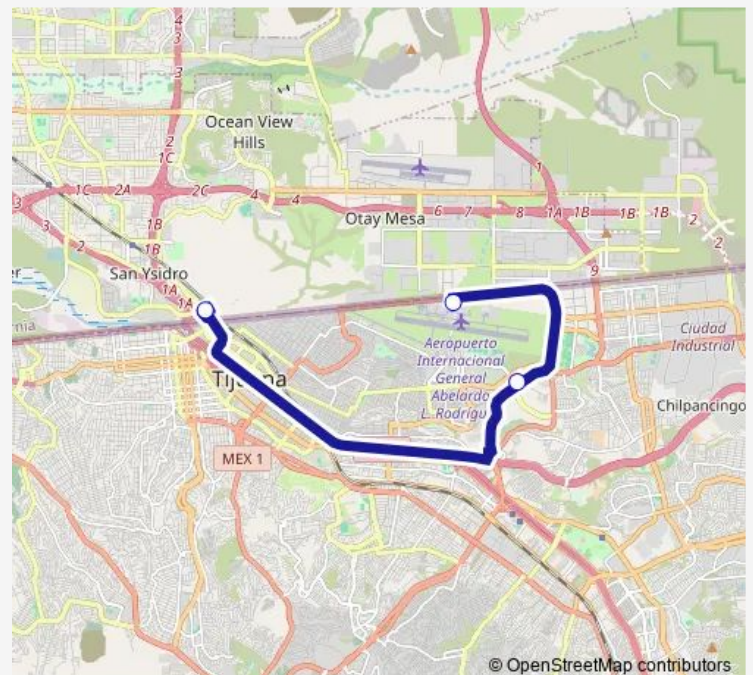 4
3
3
2
1C
Ocean View
Hills
1
1C
2A
2C
4
4
3
3
2
1B
1B
Otay Mesa
6
7
8
1A
1B
1B
1B
2
2
San Ysidro
1A
1A
9
Aeropuerto
Internacional
General
Abelardo
L. Rodrígu
Ciudad
Industrial
Chilpancingo
MEX 1
© OpenStreetMap contributors